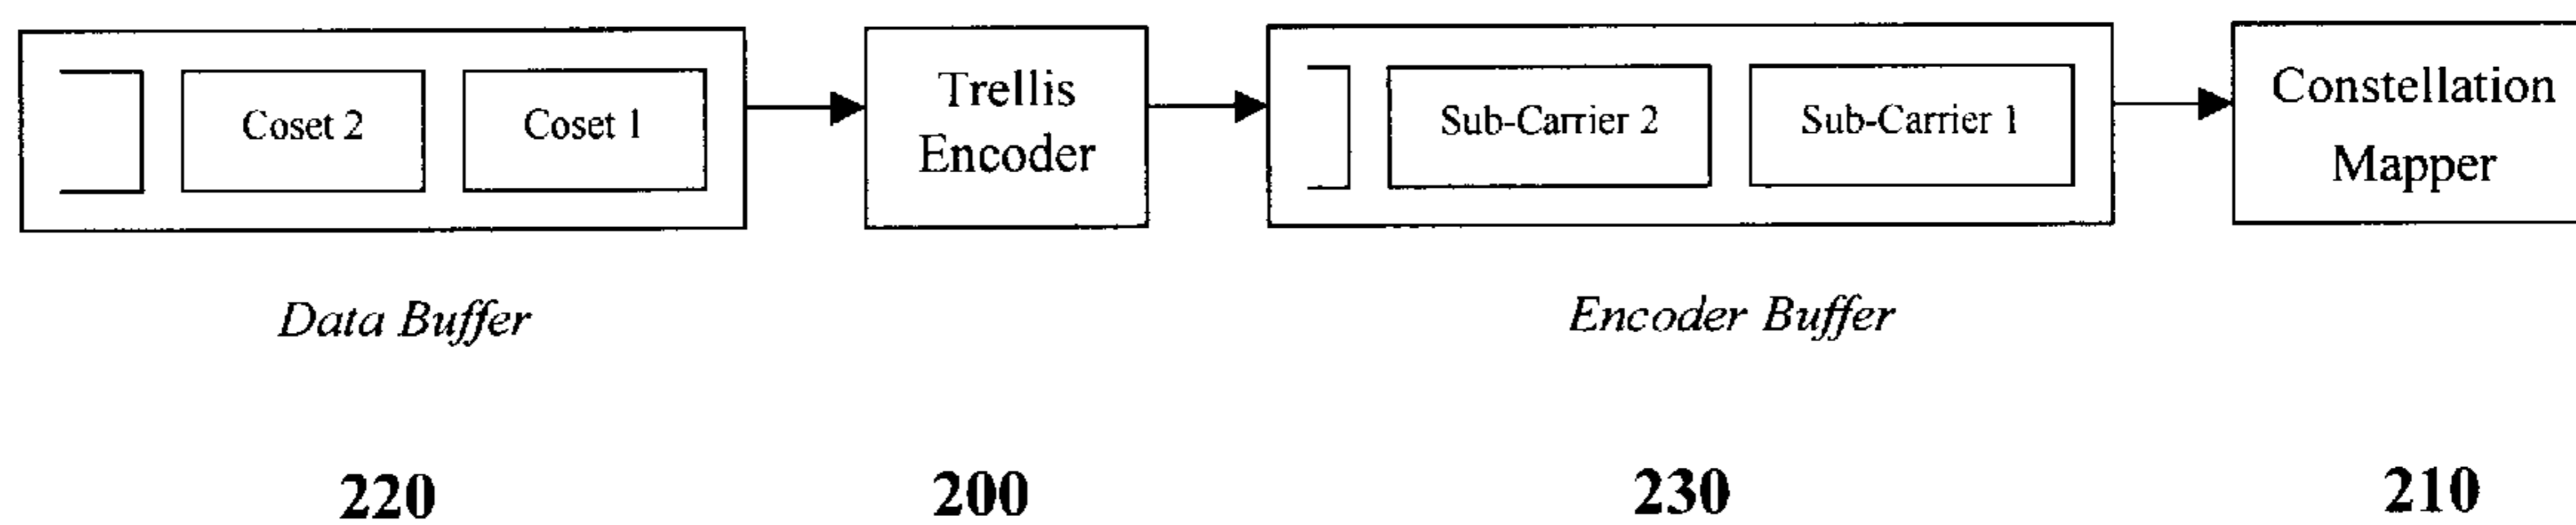 Coset 2
Coset 1
Trellis
Encoder
Sub-Carrier 2
Sub-Carrier 1
Constellation
Mapper
Data Buffer
Encoder Buffer
220
200
230
210